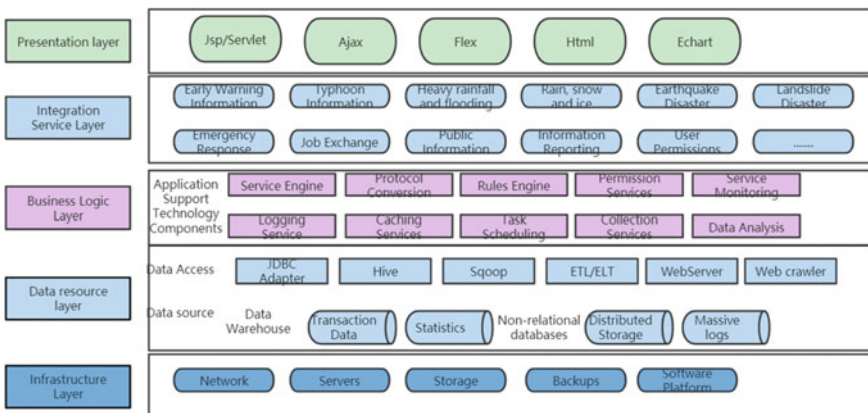 Presentation layer
Jsp/Servlet
Ajax
Flex
Html
Echart
Integration
Service Layer
Early Warning
Information
Typhoon
Information
Heavy rainfall
and flooding
Rain, snow
and ice
Earthquake
Disaster
Landslide
Disaster
Emergency
Response
Job Exchange
Public
Information
Information
Reporting
User
Permissions
.......
Business Logic
Layer
Application
Support
Technology
Components
Service Engine
Protocol
Conversion
Rules Engine
Permission
Services
Service
Monitoring
Logging
Service
Caching
Services
Task
Scheduling
Collection
Services
Data Analysis
Data resource
layer
Data Access
JDBC
Adapter
Hive
Sqoop
ETL/ELT
WebServer
Web crawler
Data source
Data
Warehouse
Transaction
Data
Statistics
Non-relational
databases
Distributed
Storage
Massive
logs
Infrastructure
Layer
Network
Servers
Storage
Backups
Software
Platform